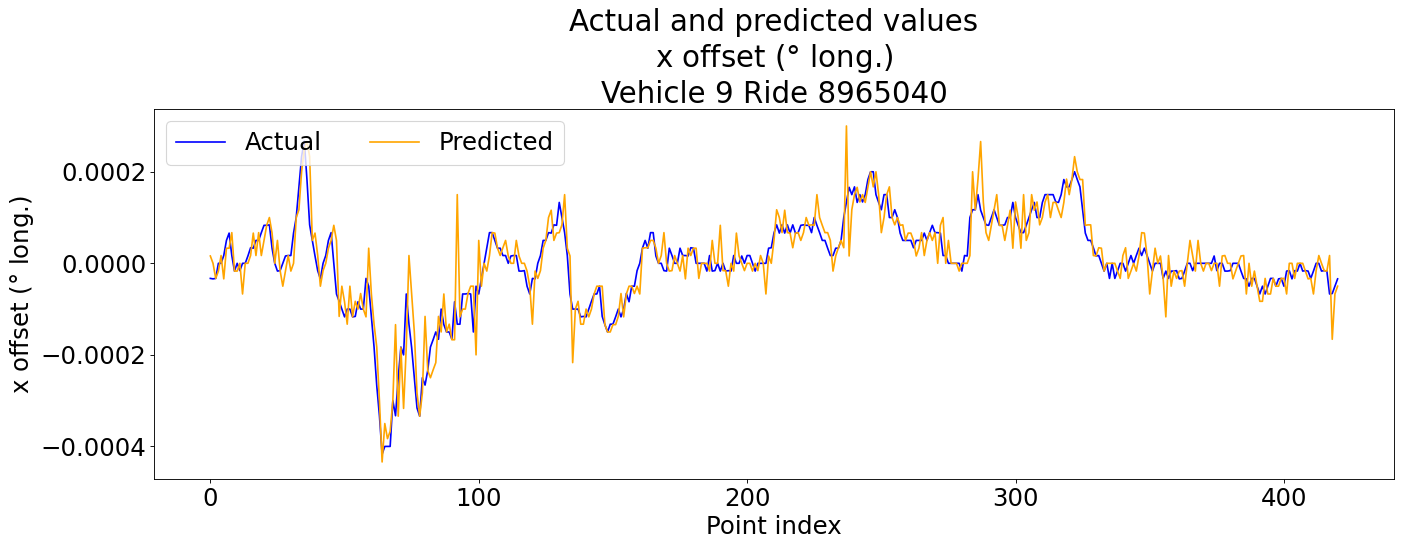 Actual and predicted values
x offset (° long.)
Vehicle 9 Ride 8965040
Actual
Predicted
x offset (° long.)
0.0002
0.0000
−0.0002
−0.0004
0
100
200
300
400
Point index